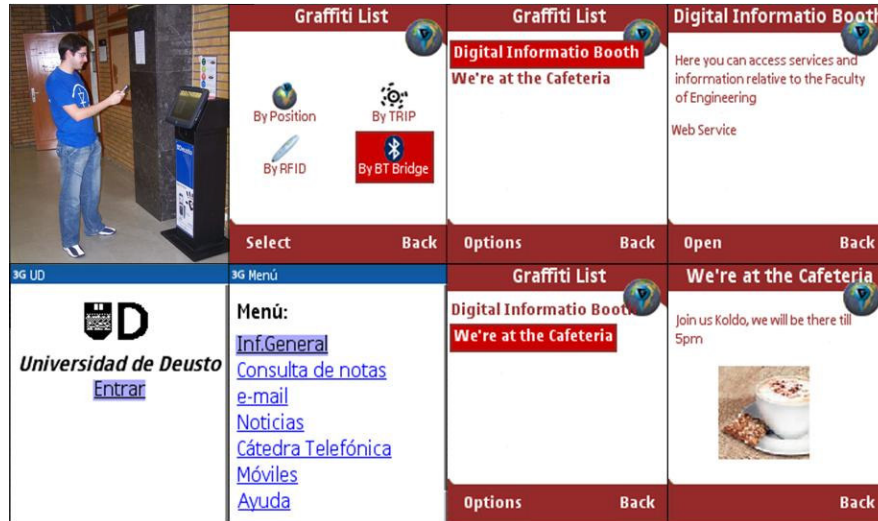 Graffiti List
By Position
By TRIP
By RFID
By BT Bridge
Select
Back
Graffiti List
Digital Informatio Booth
We're at the Cafeteria
Options
Back
Digital Informatio Booth
Here you can access services and
information relative to the Faculty
of Engineering
Web Service
Open
Back
3G UD
UD
Universidad de Deusto
Entrar
3G Menú
Menú:
Inf.General
Consulta de notas
e-mail
Noticias
Cátedra Telefónica
Móviles
Ayuda
Graffiti List
Digital Informatio Boot
We're at the Cafeteria
Options
Back
We're at the Cafeteria
Join us Koldo, we will be there till
5pm
Back